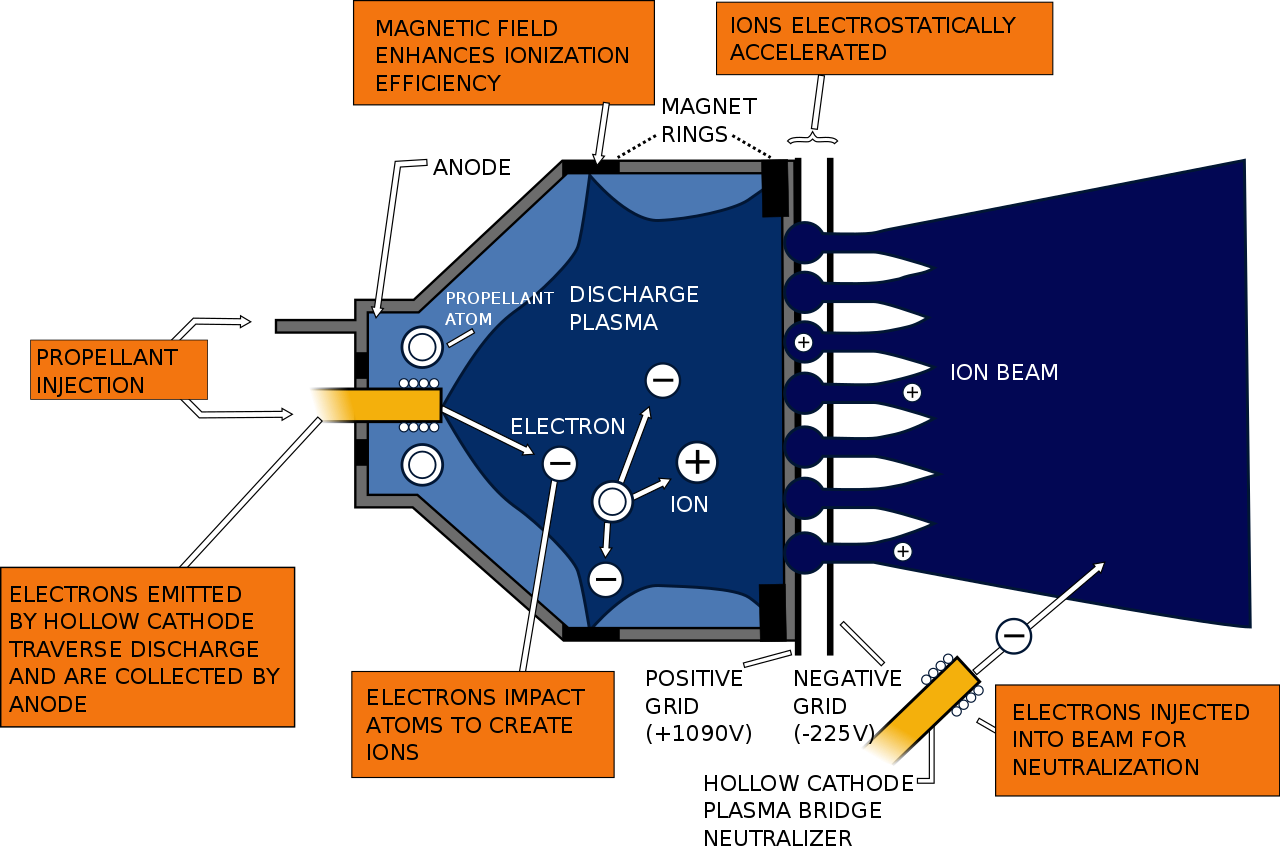 MAGNETIC FIELD
ENHANCES IONIZATION
EFFICIENCY
IONS ELECTROSTATICALLY
ACCELERATED
MAGNET
RINGS
ANODE
PROPELLANT
ATOM
DISCHARGE
PLASMA
PROPELLANT
INJECTION
+
ION BEAM
+
−
ELECTRON
−
+
ION
+
−
ELECTRONS EMITTED
BY HOLLOW CATHODE
TRAVERSE DISCHARGE
AND ARE COLLECTED BY
ANODE
ELECTRONS IMPACT
ATOMS TO CREATE
IONS
POSITIVE
GRID
(+1090V)
NEGATIVE
GRID
(-225V)
−
ELECTRONS INJECTED
INTO BEAM FOR
NEUTRALIZATION
HOLLOW CATHODE
PLASMA BRIDGE
NEUTRALIZER